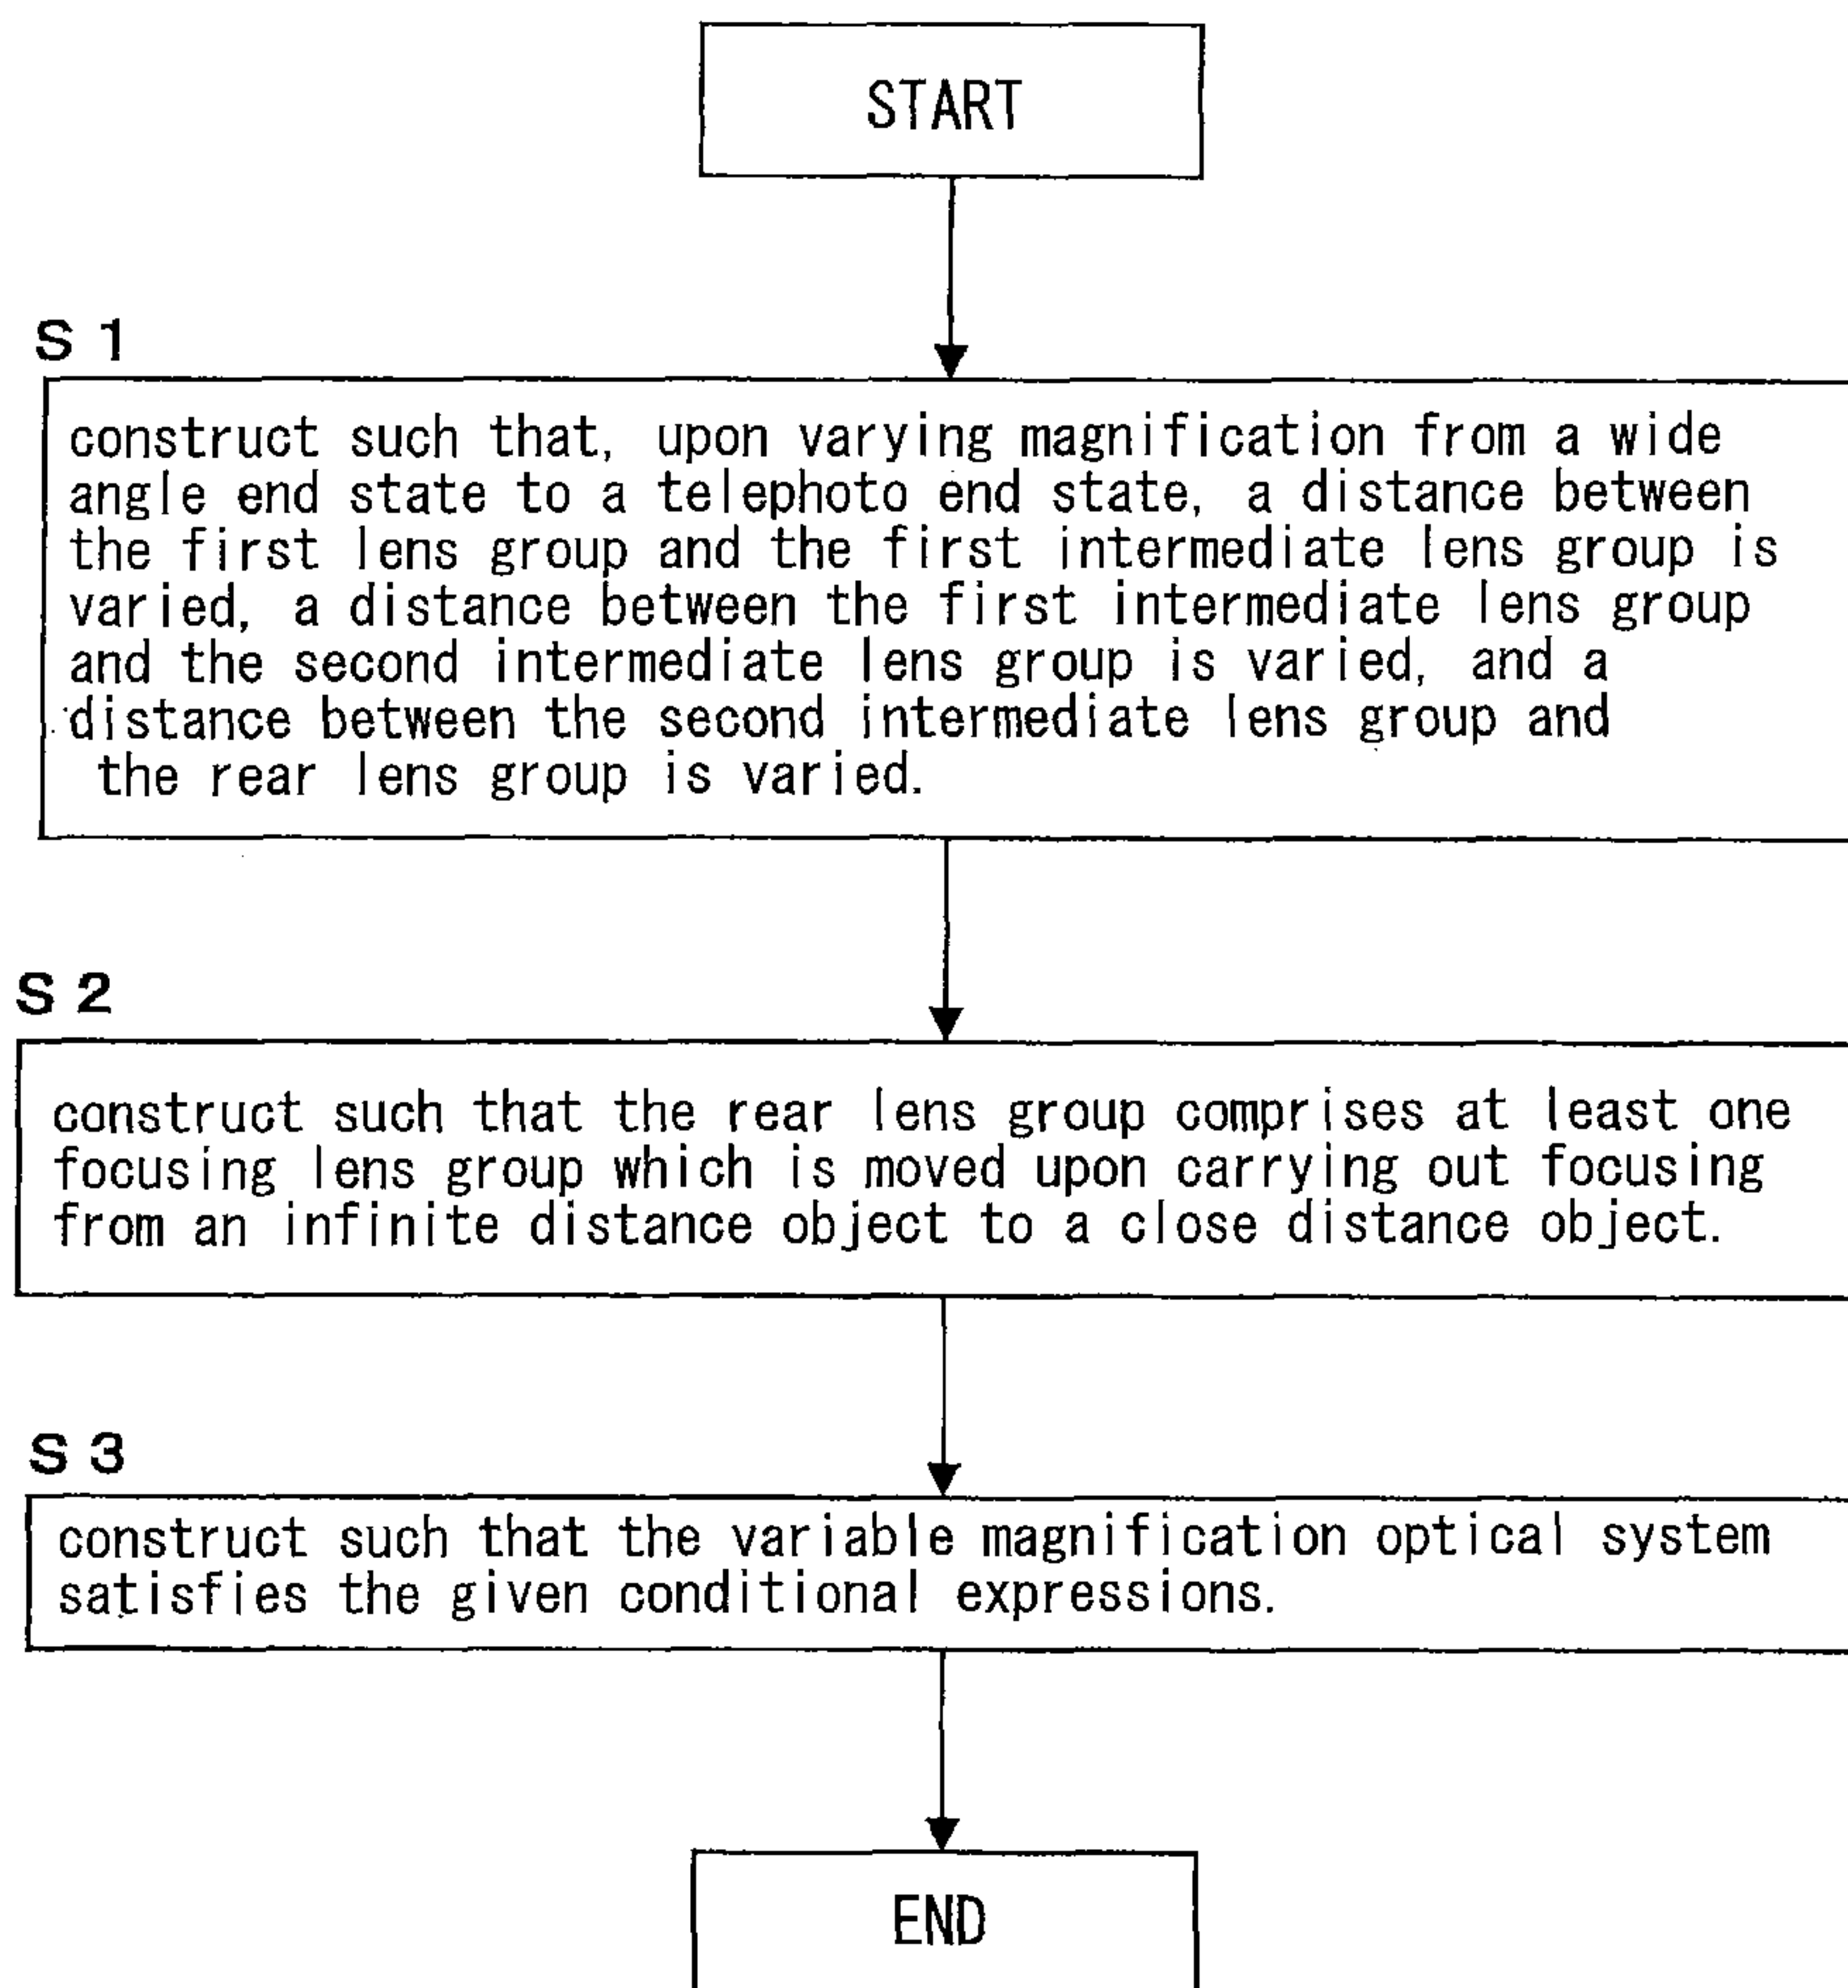 START
S 1
construct such that, upon varying magnification from a wide
angle end state to a telephoto end state, a distance between
the first lens group and the first intermediate lens group is
varied, a distance between the first intermediate lens group
and the second intermediate lens group is varied, and a
distance between the second intermediate lens group and
the rear lens group is varied.
S 2
construct such that the rear lens group comprises at least one
focusing lens group which is moved upon carrying out focusing
from an infinite distance object to a close distance object.
S 3
construct such that the variable magnification optical system
satisfies the given conditional expressions.
END